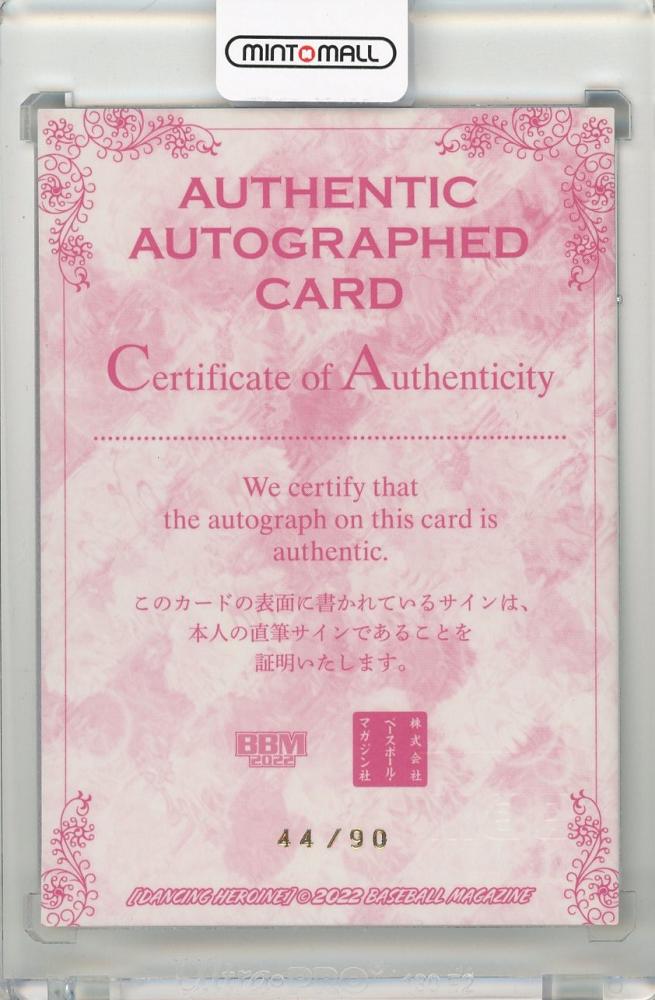 MINT MALL
AUTHENTIC
AUTOGRAPHED
CARD
Certificate of Authenticity
We certify that
the autograph on this card is
authentic.
このカードの表面に書かれているサインは、
本人の直筆サインであることを
証明いたします。
BBM
2022
株式会社
ベースボール・
マガジン社
44/90
[DANCING HEROINE] © 2022 BASEBALL MAGAZINE